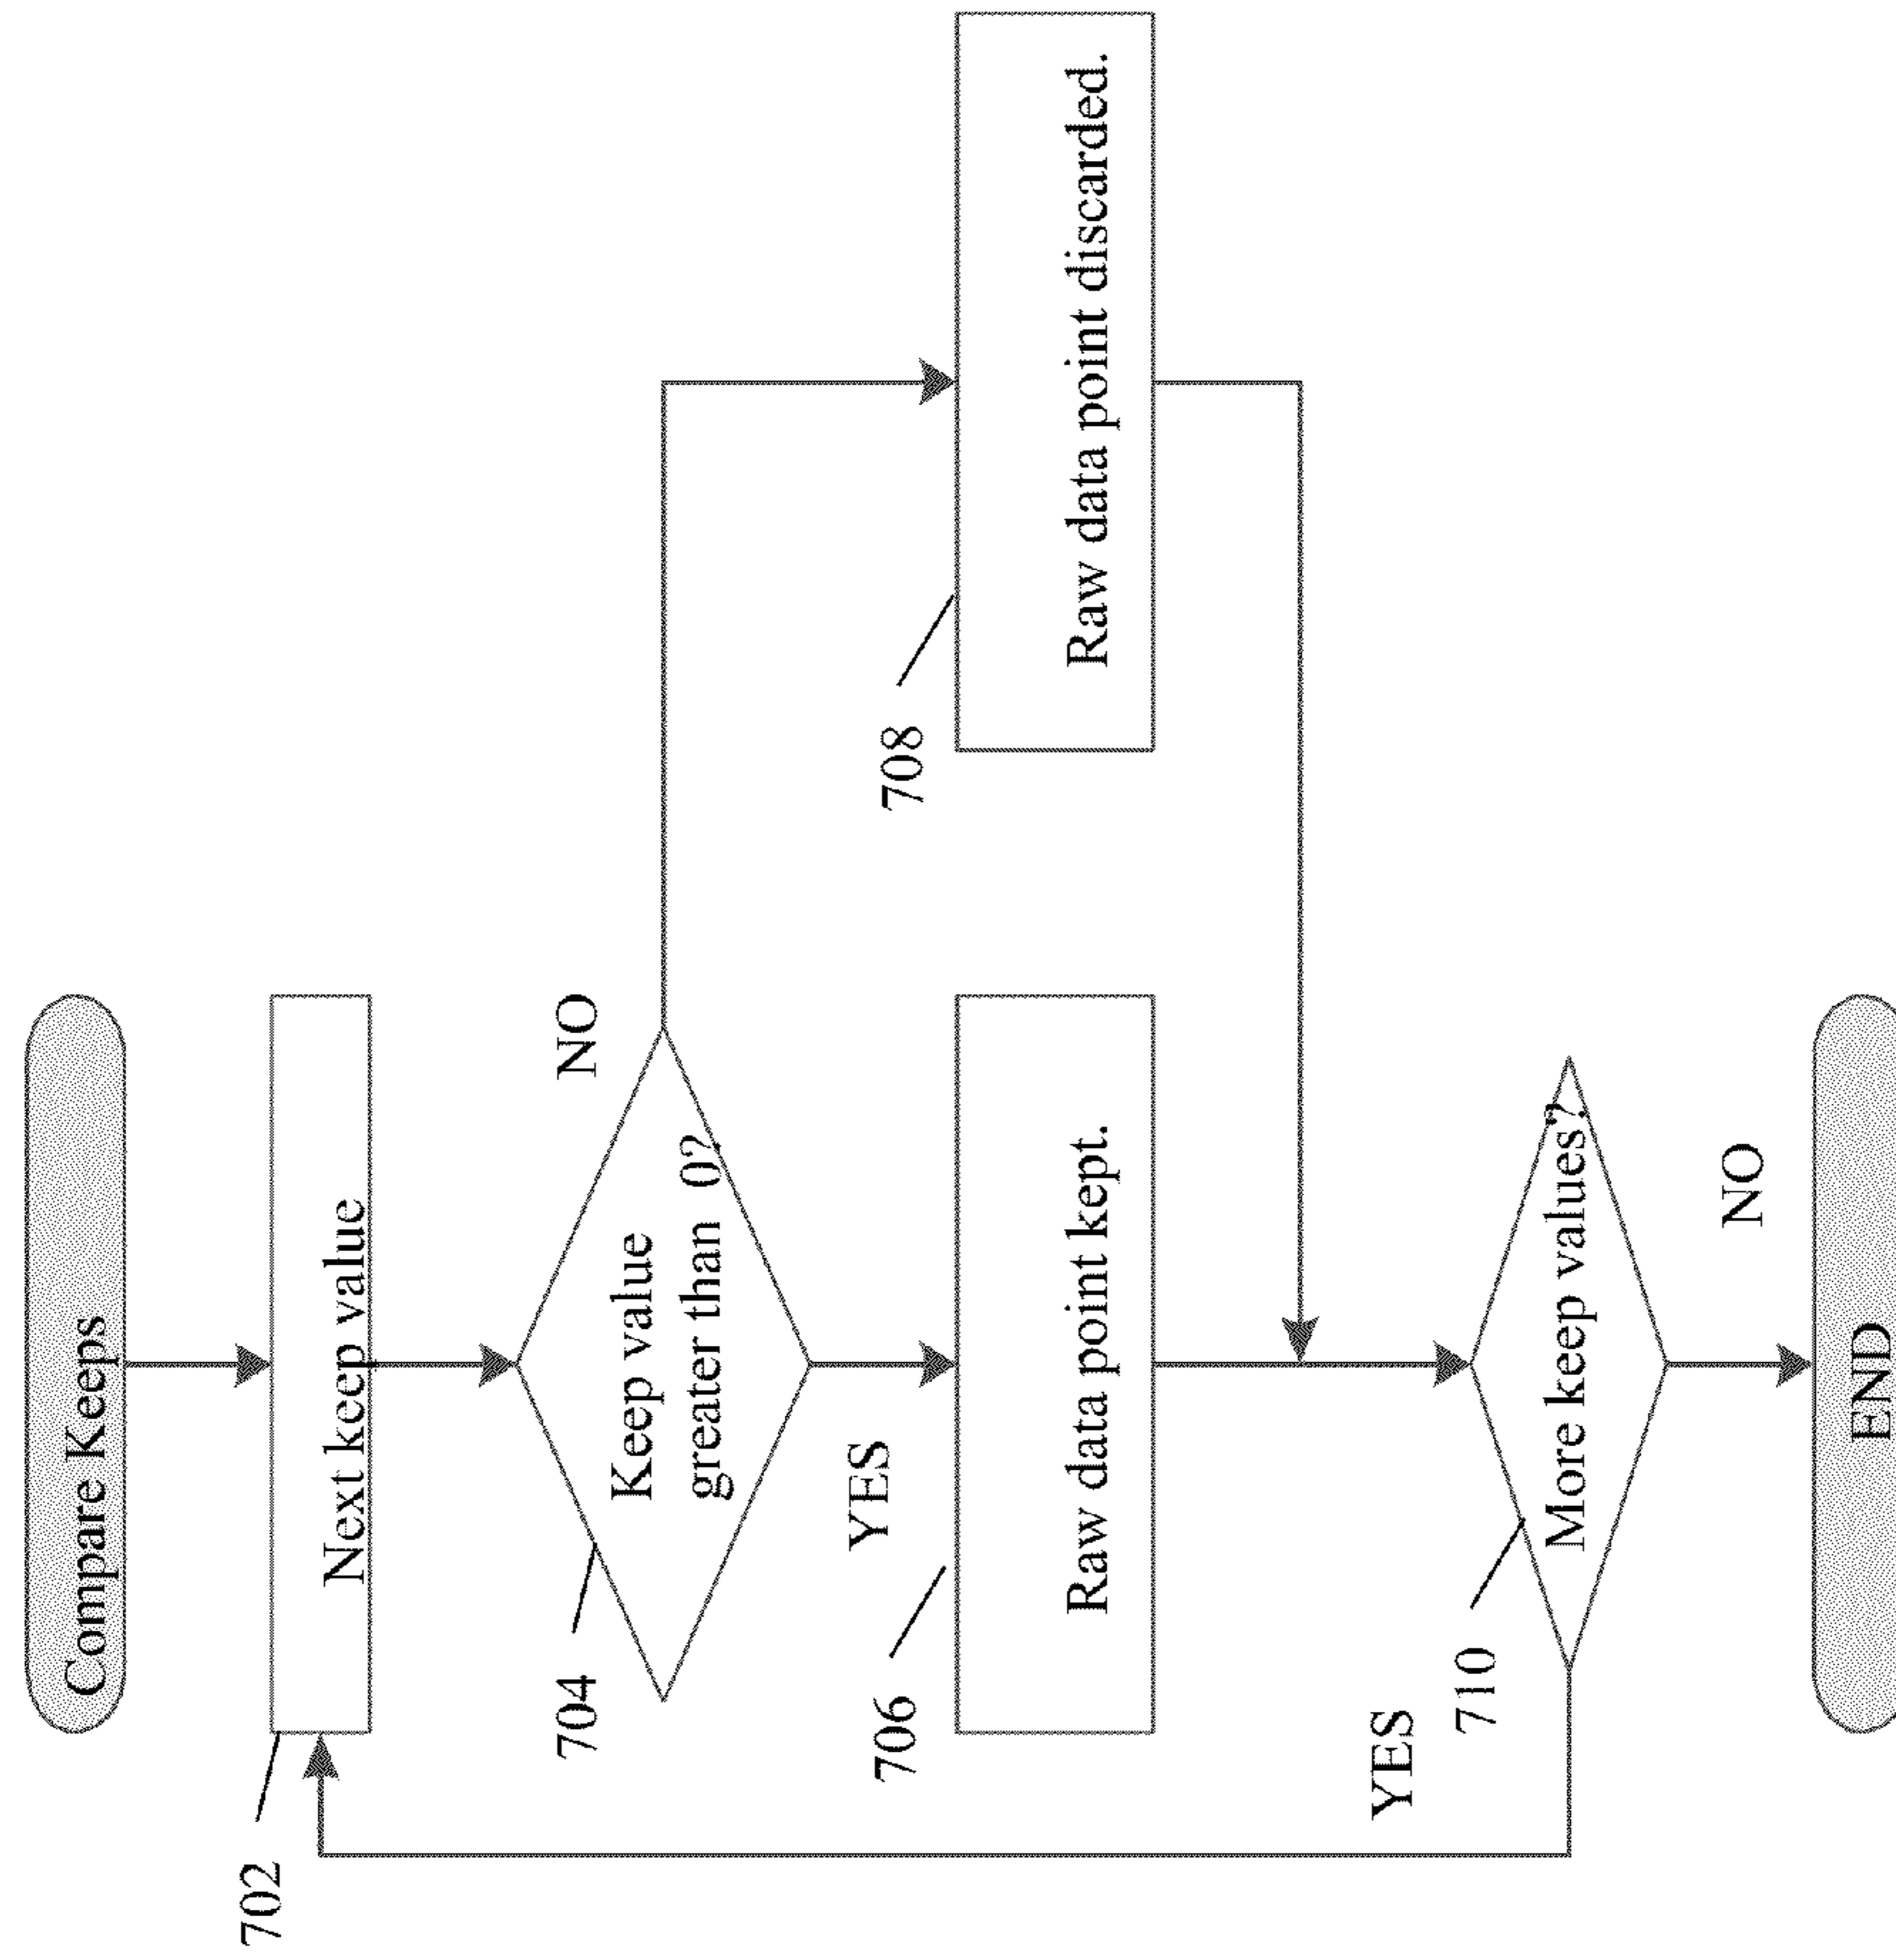 Compare Keeps
702
Next keep value
704
Keep value
greater than 0?
NO
YES
706
Raw data point kept.
708
Raw data point discarded.
YES
710
More keep values?
NO
END